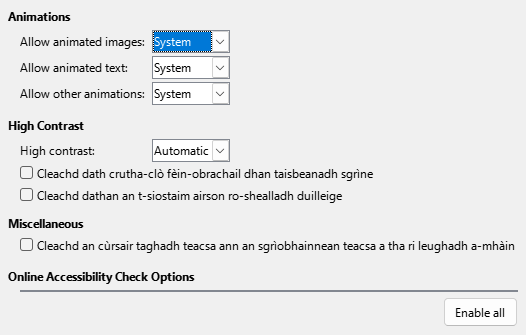 Animations
Allow animated images: System
Allow animated text: System
Allow other animations: System
High Contrast
High contrast: Automatic
Cleachd dath crutha-clò fèin-obrachail dhan taisbeanadh sgrìne
Cleachd dathan an t-siostaim airson ro-shealladh duilleige
Miscellaneous
Cleachd an cùrsair taghadh teacsa ann an sgrìobhainnean teacsa a tha ri leughadh a-mhàin
Online Accessibility Check Options
Enable all